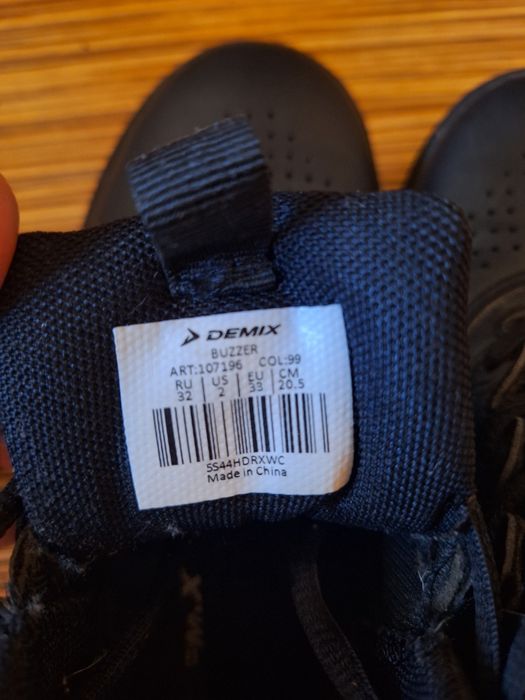 DEMIX
BUZZER
ART:107196 COL:99
RU US EU CM
32 2 33 20.5
5S44HDRXWC
Made in China